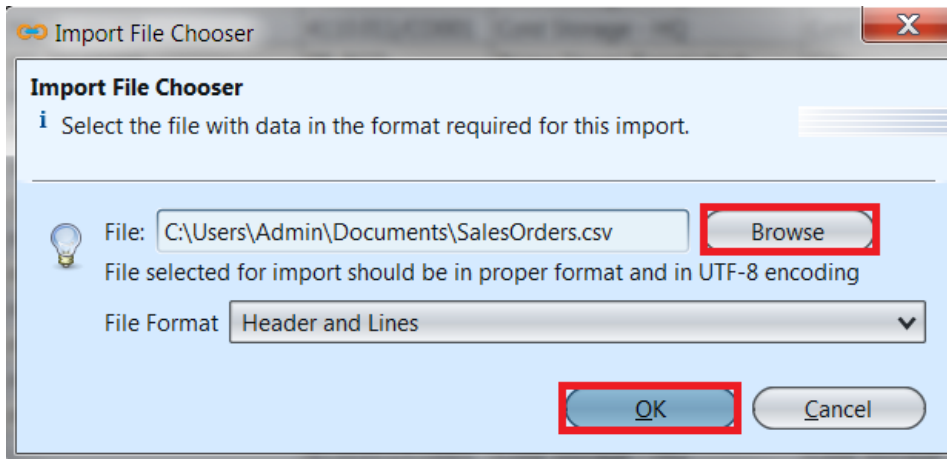 Import File Chooser
X
Import File Chooser
i Select the file with data in the format required for this import.
File: C:\Users\Admin\Documents\SalesOrders.csv Browse
File selected for import should be in proper format and in UTF-8 encoding
File Format Header and Lines
OK Cancel